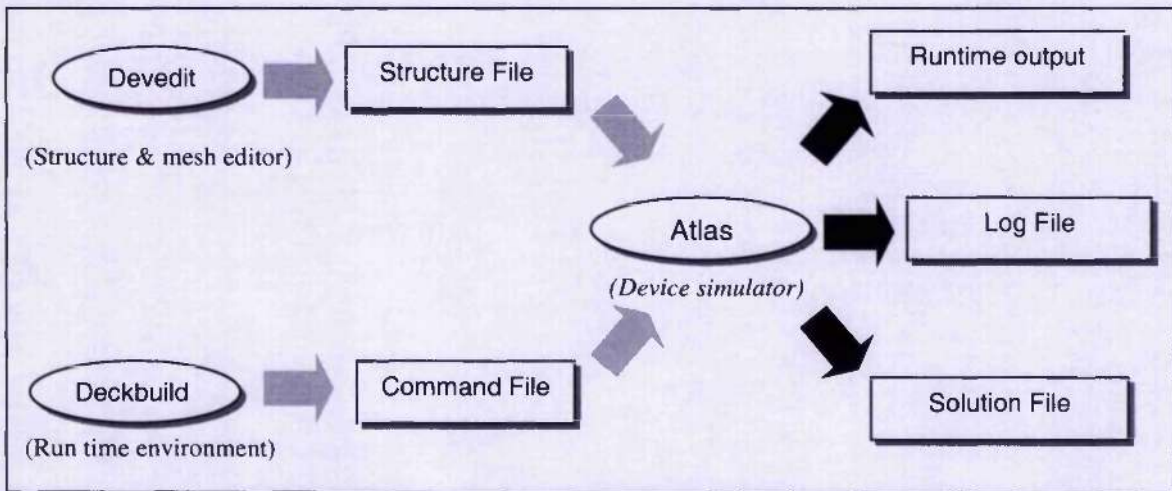 Devedit
Structure File
Runtime output
(Structure & mesh editor)
Atlas
Log File
(Device simulator)
Deckbuild
Command File
Solution File
(Run time environment)